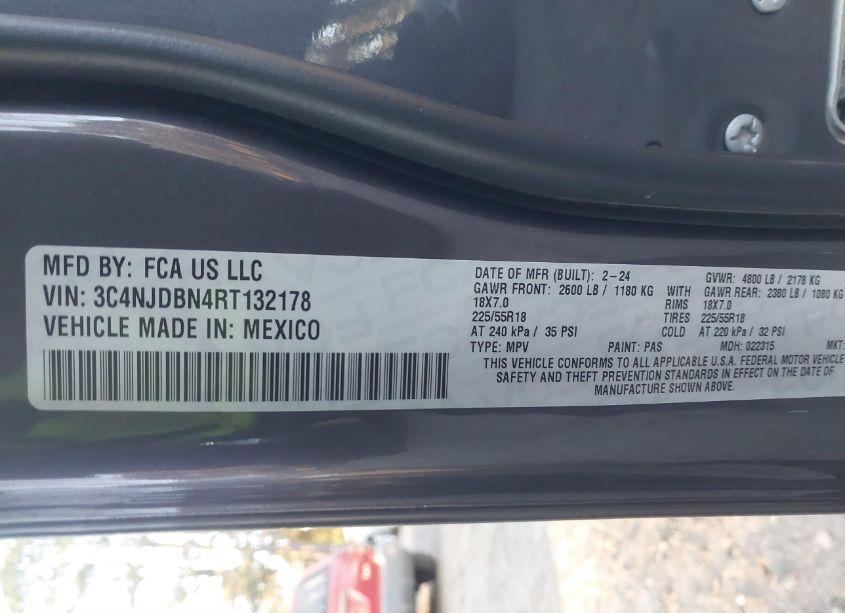 MFD BY: FCA US LLC
VIN: 3C4NJDBN4RT132178
VEHICLE MADE IN: MEXICO
DATE OF MFR (BUILT): 2-24 GVWR: 4800 LB / 2178 KG
GAWR FRONT: 2600 LB / 1180 KG WITH GAWR REAR: 2380 LB / 1080 KG
18X7.0 RIMS 18X7.0
225/55R18 TIRES 225/55R18
AT 240 kPa / 35 PSI COLD AT 220 kPa / 32 PSI
TYPE: MPV PAINT: PAS MDH: 022315 MKT:
THIS VEHICLE CONFORMS TO ALL APPLICABLE U.S.A. FEDERAL MOTOR VEHICLE
SAFETY AND THEFT PREVENTION STANDARDS IN EFFECT ON THE DATE OF
MANUFACTURE SHOWN ABOVE.